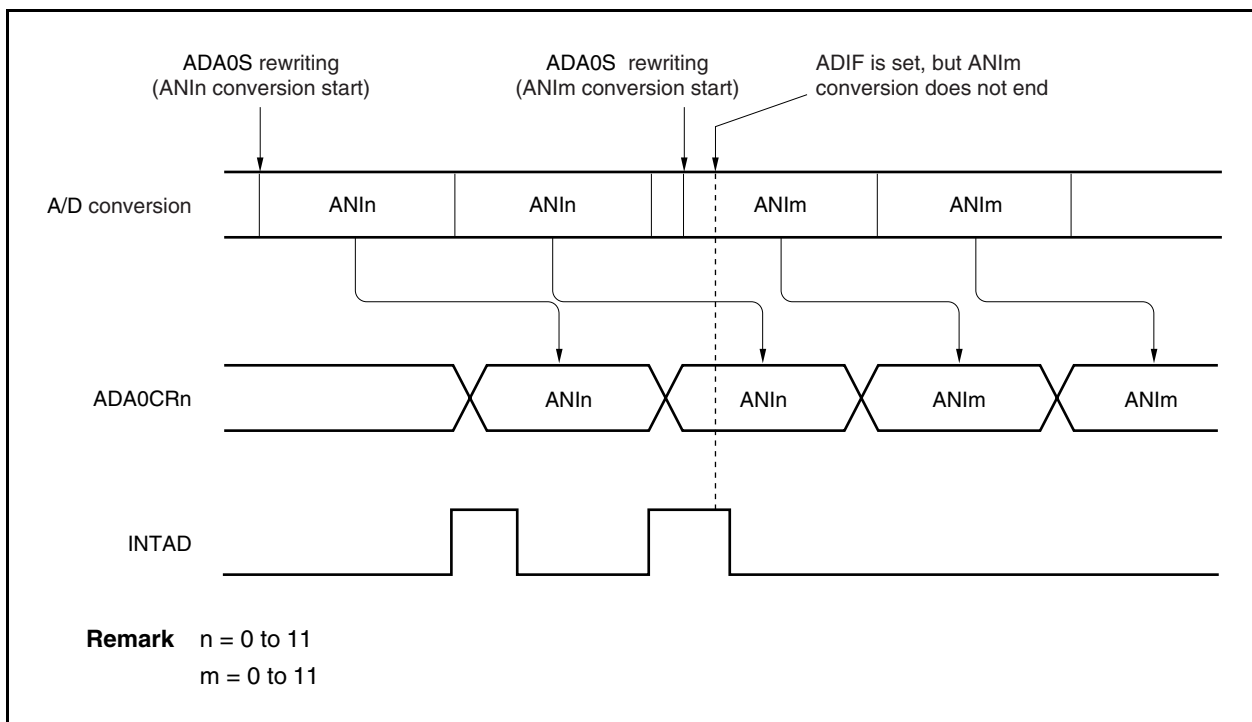 ADA0S rewriting
(ANIn conversion start)
ADA0S rewriting
(ANIm conversion start)
ADIF is set, but ANIm
conversion does not end
A/D conversion
ANIn
ANIn
ANIm
ANIm
ADA0CRn
ANIn
ANIn
ANIm
ANIm
INTAD
Remark n = 0 to 11
m = 0 to 11